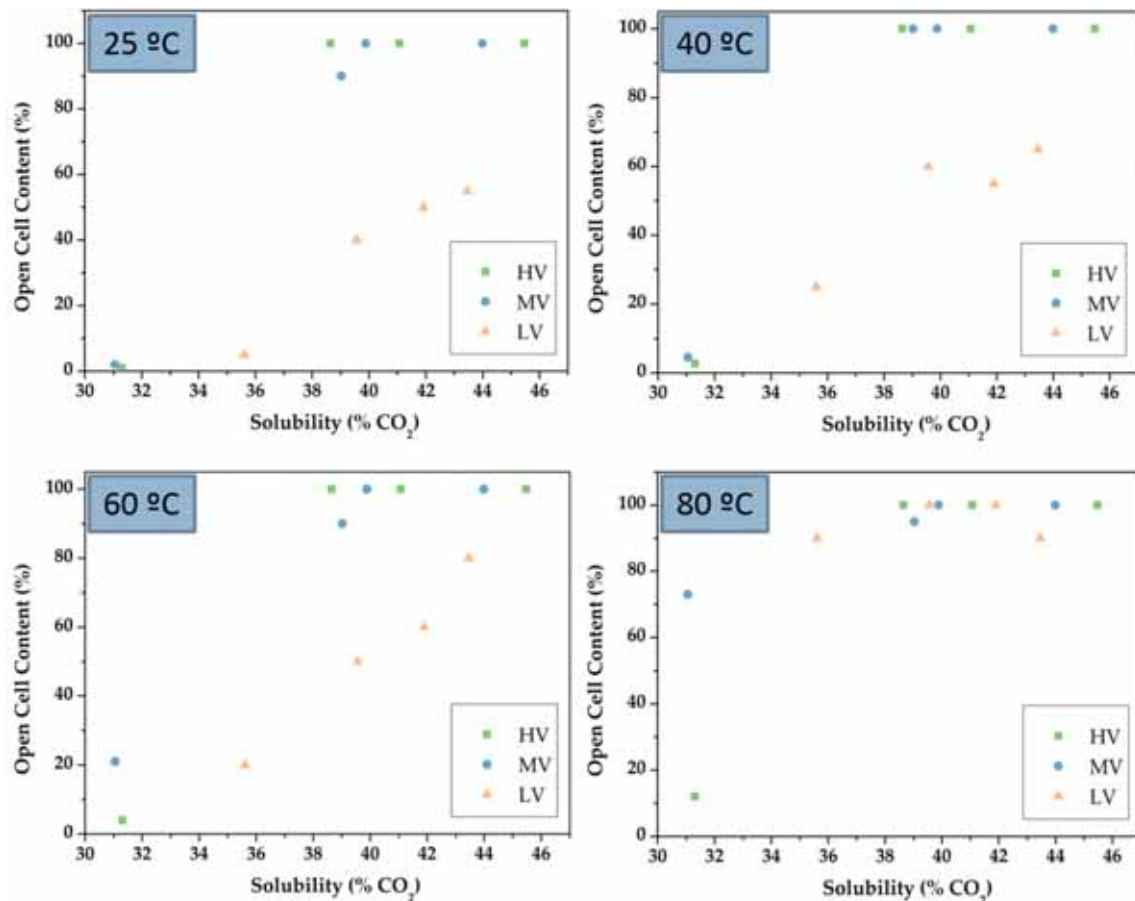 25 ºC
100
80
60
40
20
0
Open Cell Content (%)
HV
MV
LV
30 32 34 36 38 40 42 44 46
Solubility (% CO₂)
40 ºC
100
80
60
40
20
0
Open Cell Content (%)
HV
MV
LV
30 32 34 36 38 40 42 44 46
Solubility (% CO₂)
60 ºC
100
80
60
40
20
0
Open Cell Content (%)
HV
MV
LV
30 32 34 36 38 40 42 44 46
Solubility (% CO₂)
80 ºC
100
80
60
40
20
0
Open Cell Content (%)
HV
MV
LV
30 32 34 36 38 40 42 44 46
Solubility (% CO₂)